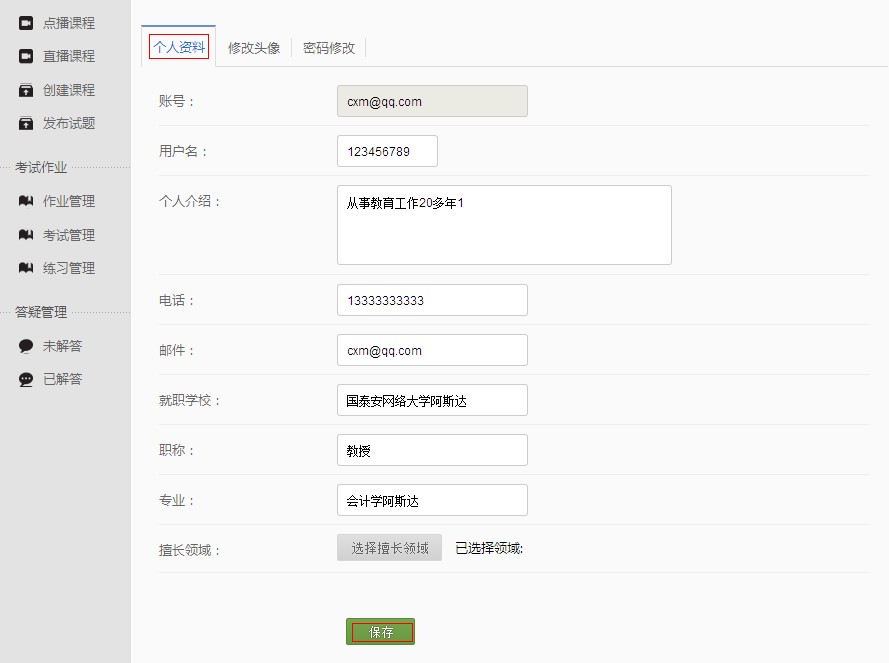 点播课程
直播课程
创建课程
发布试题
考试作业
作业管理
考试管理
练习管理
答疑管理
未解答
已解答
个人资料 修改头像 密码修改
账号： cxm@qq.com
用户名： 123456789
个人介绍： 从事教育工作20多年1
电话： 13333333333
邮件： cxm@qq.com
就职学校： 国泰安网络大学阿斯达
职称： 教授
专业： 会计学阿斯达
擅长领域： 选择擅长领域 已选择领域:
保存